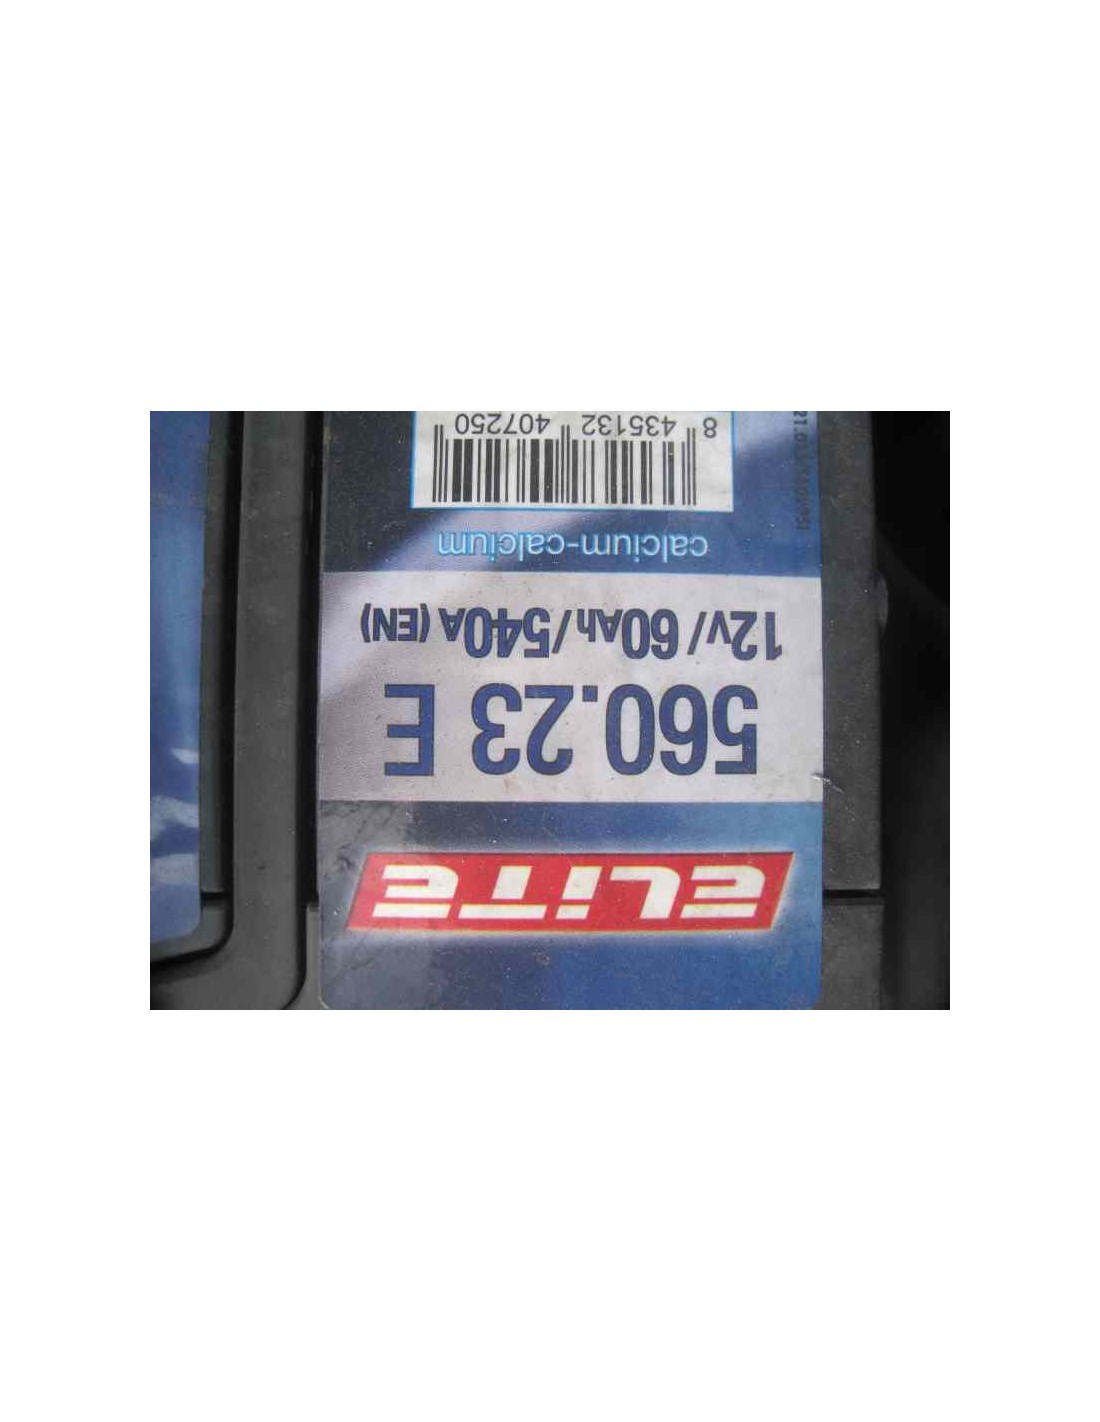 ELITE
560.23 E
12V/60Ah/540A (EN)
calcium-calcium
8 435132 407250